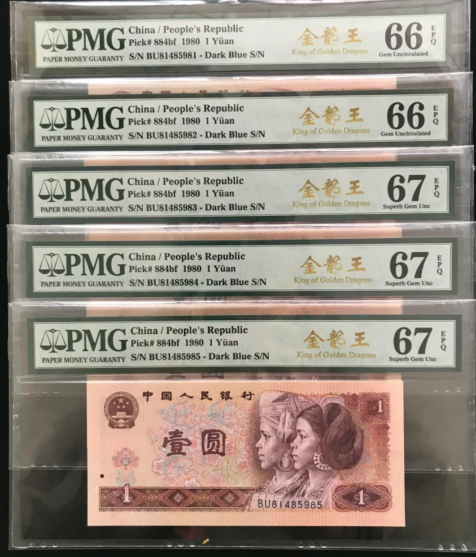 PMG
PAPER MONEY GUARANTY
China / People's Republic
Pick# 884bf 1980 1 Yüan
S/N BU81485981 - Dark Blue S/N
金龍王
King of Golden Dragons
66 EPQ
Gem Uncirculated
PMG
PAPER MONEY GUARANTY
China / People's Republic
Pick# 884bf 1980 1 Yüan
S/N BU81485982 - Dark Blue S/N
金龍王
King of Golden Dragons
66 EPQ
Gem Uncirculated
PMG
PAPER MONEY GUARANTY
China / People's Republic
Pick# 884bf 1980 1 Yüan
S/N BU81485983 - Dark Blue S/N
金龍王
King of Golden Dragons
67 EPQ
Superb Gem Unc
PMG
PAPER MONEY GUARANTY
China / People's Republic
Pick# 884bf 1980 1 Yüan
S/N BU81485984 - Dark Blue S/N
金龍王
King of Golden Dragons
67 EPQ
Superb Gem Unc
PMG
PAPER MONEY GUARANTY
China / People's Republic
Pick# 884bf 1980 1 Yüan
S/N BU81485985 - Dark Blue S/N
金龍王
King of Golden Dragons
67 EPQ
Superb Gem Unc
中国人民银行
1
壹圆
1
BU81485985
1